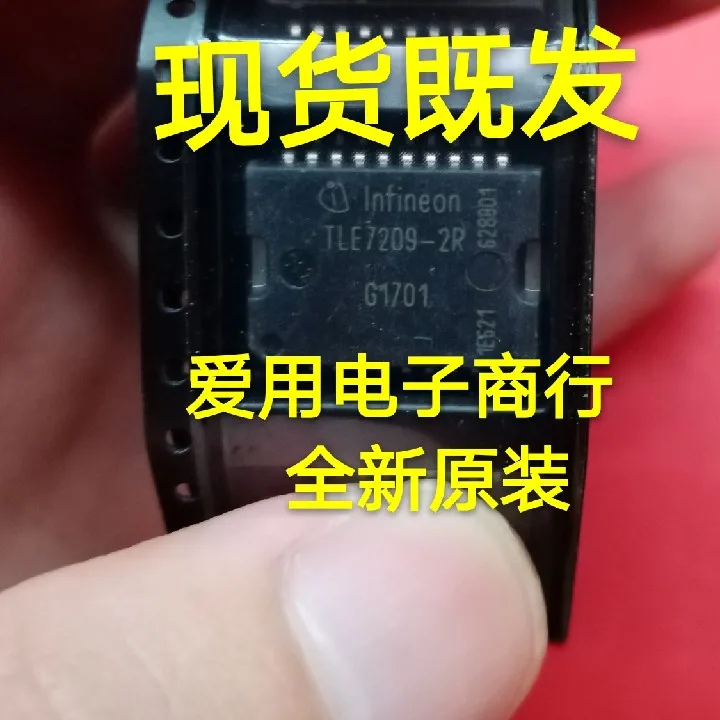 现货既发
Infineon
TLE7209-2R
G1701
628801
1E621
爱用电子商行
全新原装